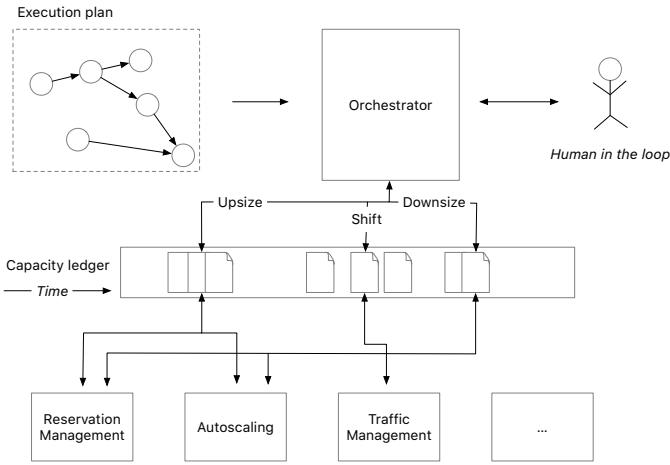 Execution plan
Orchestrator
Human in the loop
Upsize
Shift
Downsize
Capacity ledger
Time
Reservation
Management
Autoscaling
Traffic
Management
...